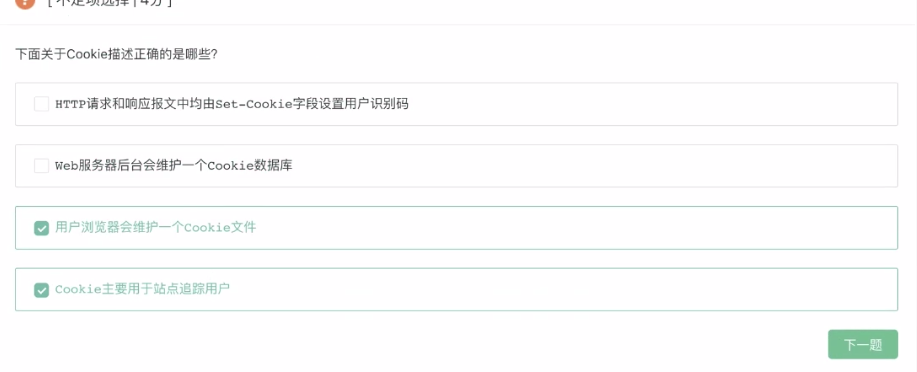 [ 不定项选择 | 4分 ]
下面关于Cookie描述正确的是哪些?
HTTP请求和响应报文中均由Set-Cookie字段设置用户识别码
Web服务器后台会维护一个Cookie数据库
用户浏览器会维护一个Cookie文件
Cookie主要用于站点追踪用户
下一题